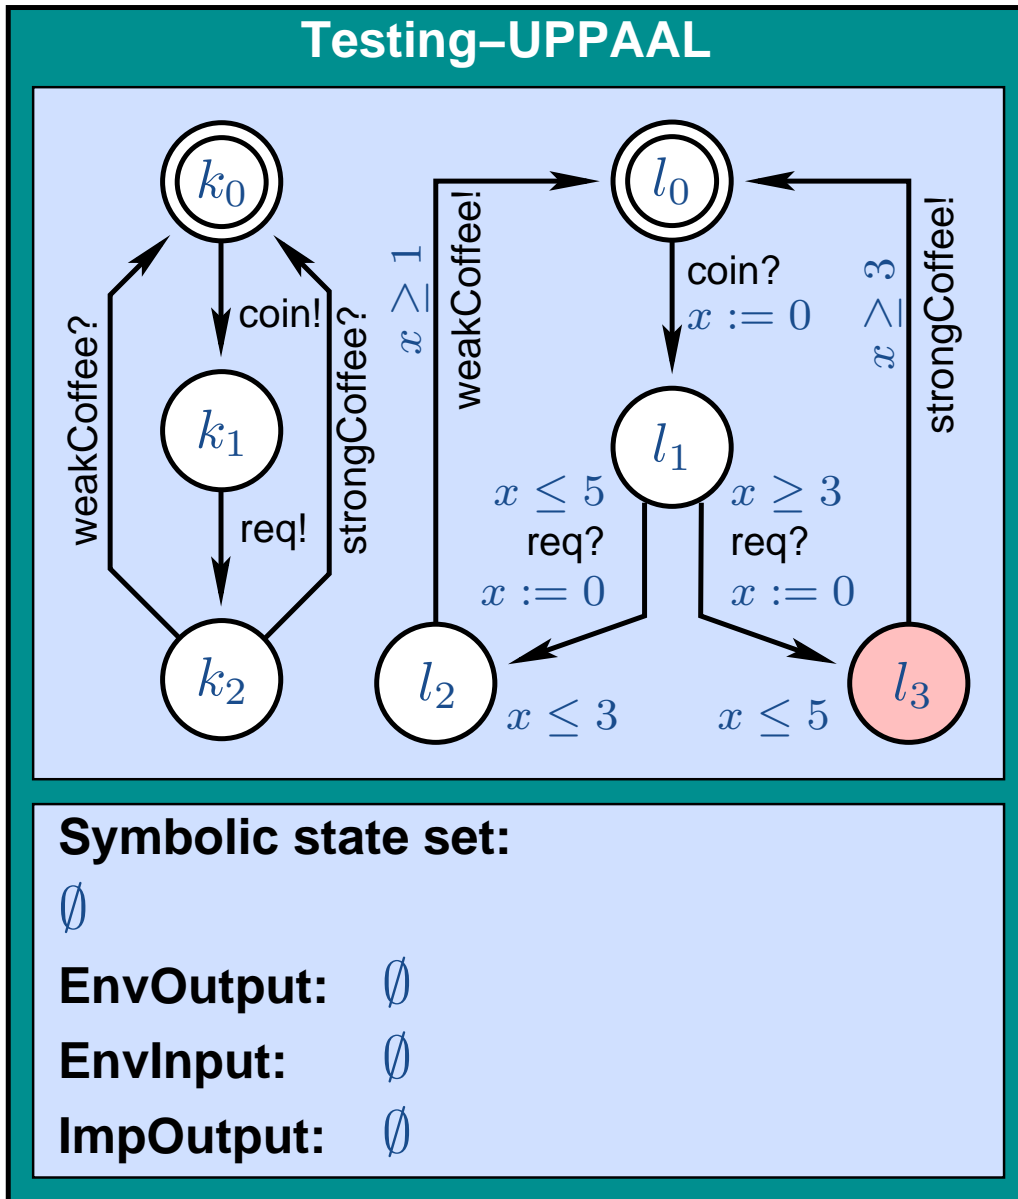 Testing–UPPAAL
k₀
coin!
k₁
req!
k₂
weakCoffee?
strongCoffee?
l₀
coin?
x := 0
l₁
x ≤ 5
req?
x := 0
x ≥ 3
req?
x := 0
x ≥ 1
weakCoffee!
x ≥ 3
strongCoffee!
l₂
x ≤ 3
x ≤ 5
l₃
Symbolic state set:
∅
EnvOutput: ∅
EnvInput: ∅
ImpOutput: ∅